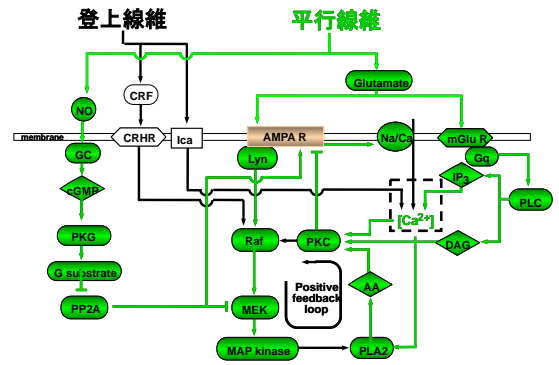 登上線維
平行線維
Glutamate
CRF
NO
membrane
CRHR
Ica
AMPA R
Na/Ca
mGlu R
GC
Lyn
Gq
cGMP
IP3
PLC
[Ca2+]
PKG
Raf
PKC
DAG
G substrate
AA
Positive
feedback
loop
PP2A
MEK
MAP kinase
PLA2